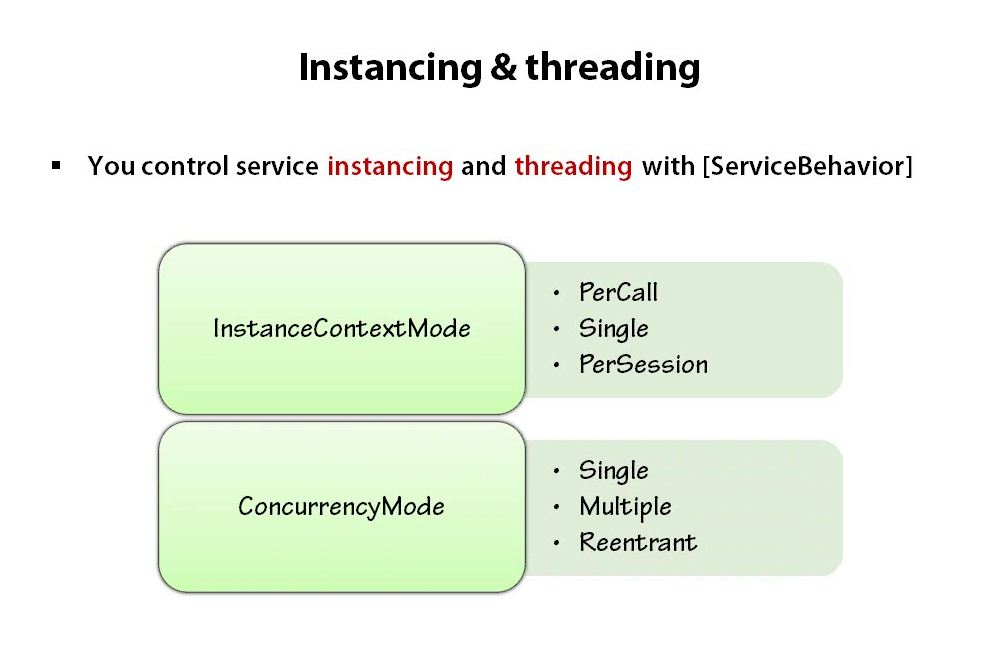 Instancing & threading
▪ You control service instancing and threading with [ServiceBehavior]
InstanceContextMode
• PerCall
• Single
• PerSession
ConcurrencyMode
• Single
• Multiple
• Reentrant